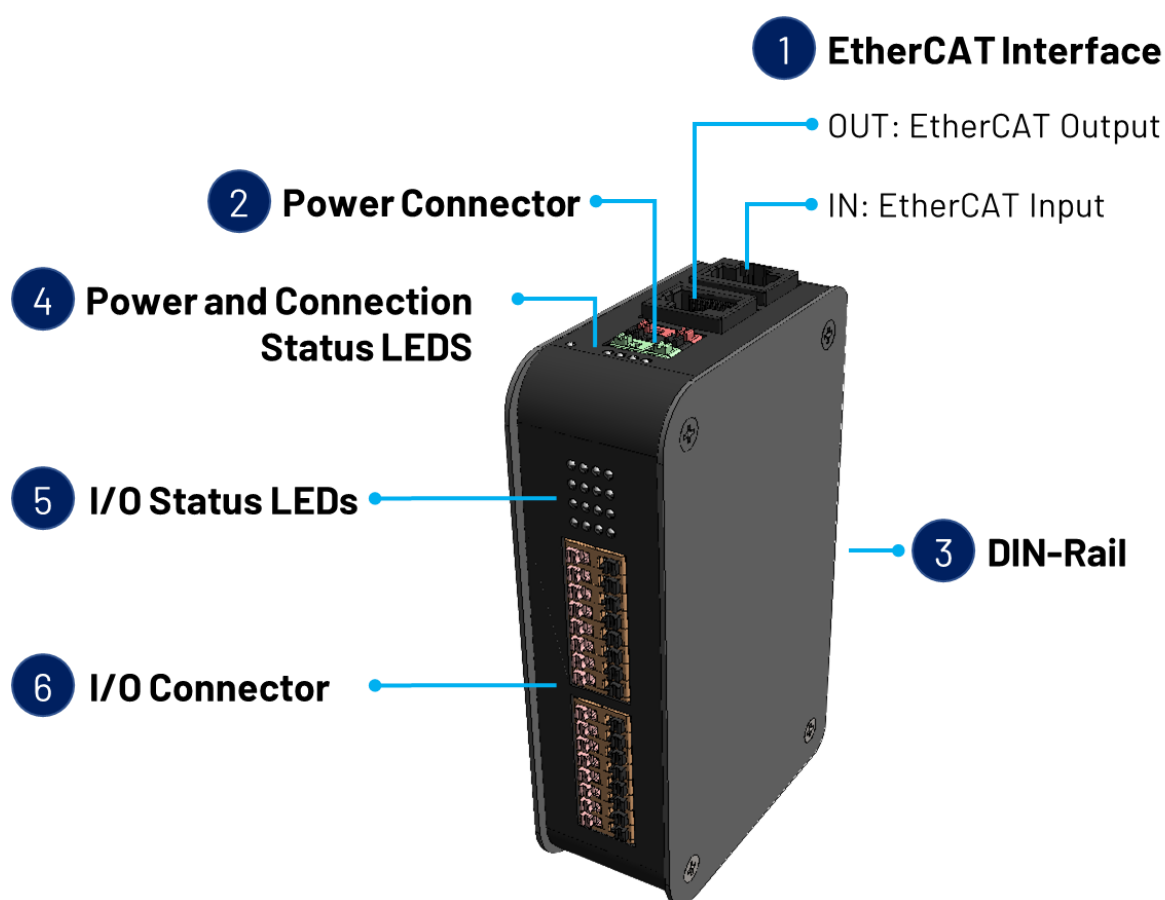 1 EtherCAT Interface
OUT: EtherCAT Output
2 Power Connector
IN: EtherCAT Input
4 Power and Connection
Status LEDS
5 I/O Status LEDs
3 DIN-Rail
6 I/O Connector